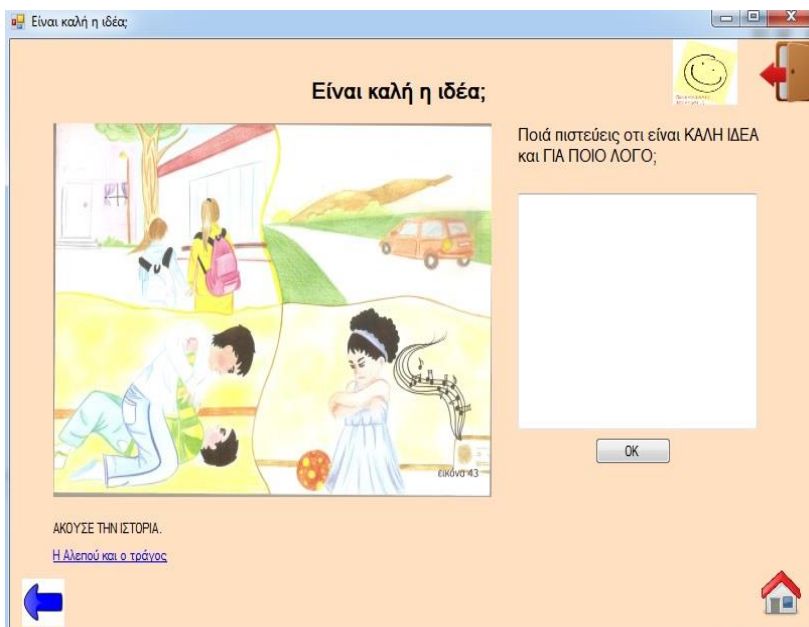 Είναι καλή η ιδέα;
Είναι καλή η ιδέα;
Ποιά πιστεύεις οτι είναι ΚΑΛΗ ΙΔΕΑ
και ΓΙΑ ΠΟΙΟ ΛΟΓΟ;
εικόνα 43
OK
ΑΚΟΥΣΕ ΤΗΝ ΙΣΤΟΡΙΑ.
Η Αλεπού και ο τράγος